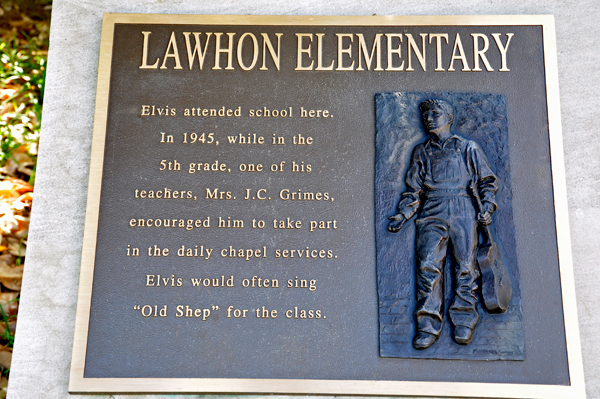 LAWHON ELEMENTARY
Elvis attended school here.
In 1945, while in the
5th grade, one of his
teachers, Mrs. J.C. Grimes,
encouraged him to take part
in the daily chapel services.
Elvis would often sing
“Old Shep” for the class.